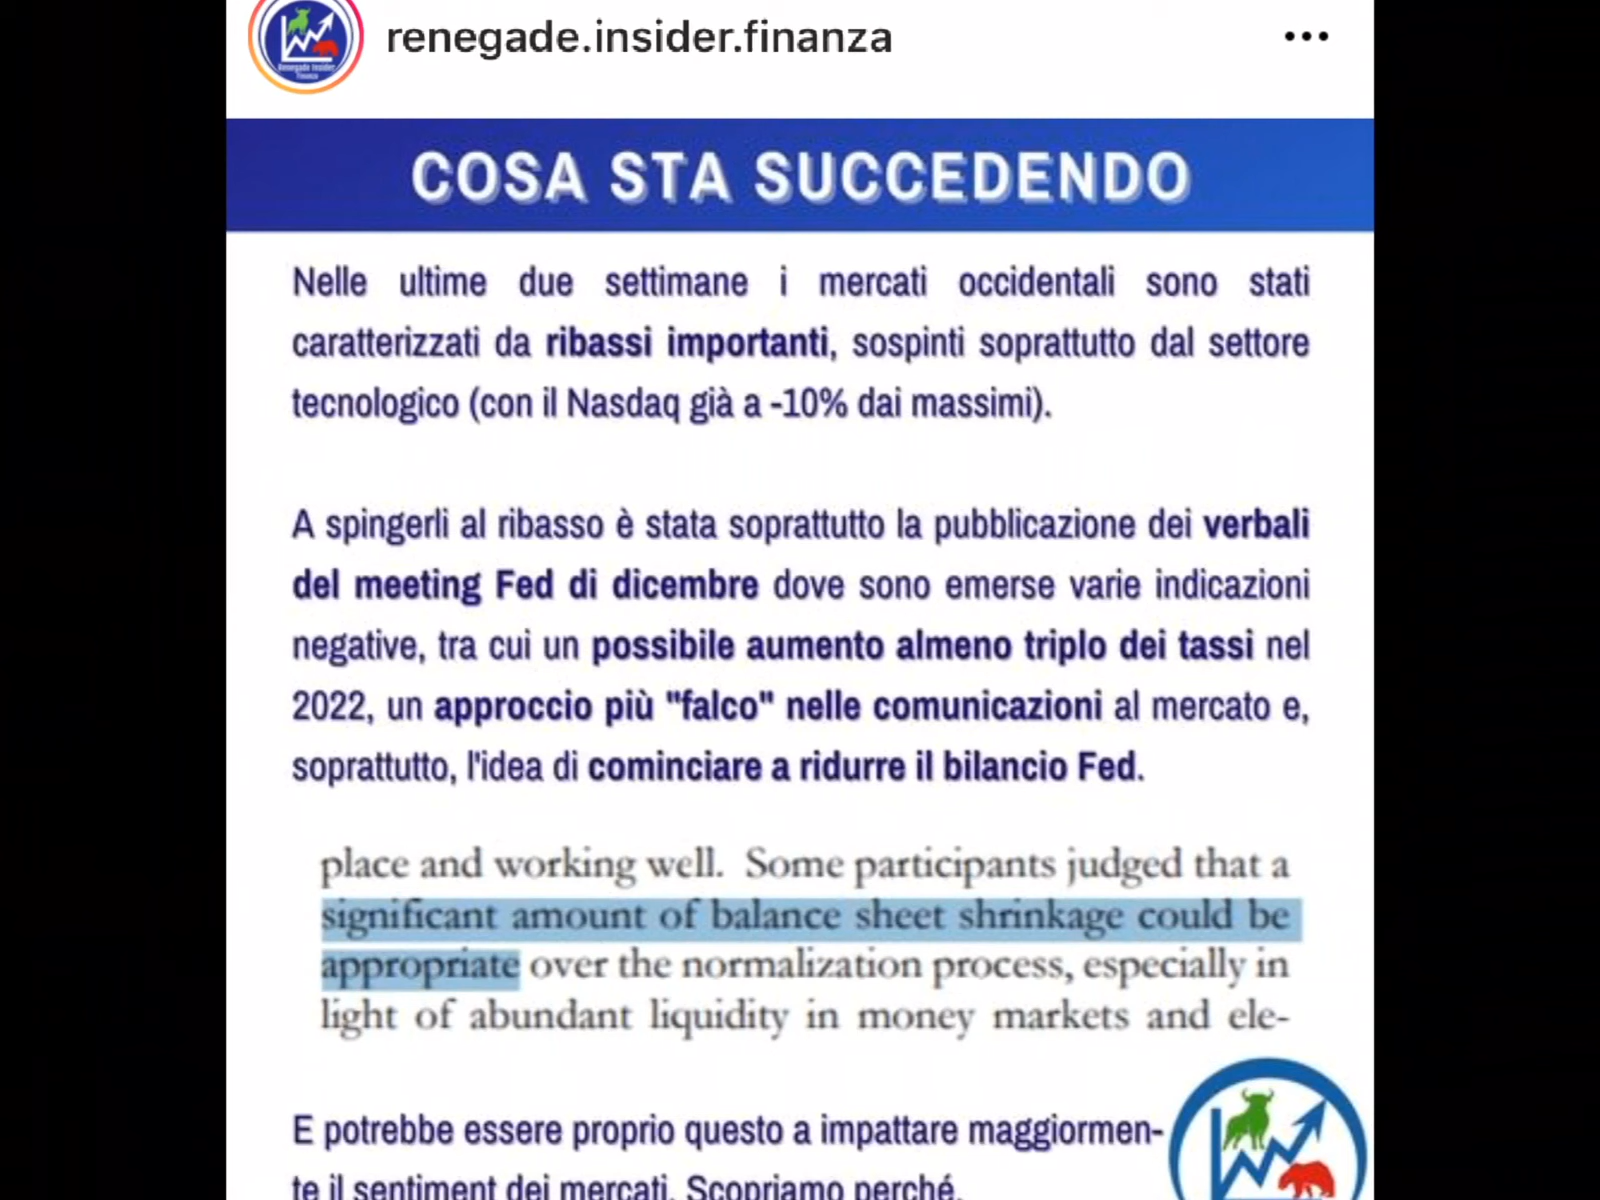 renegade.insider.finanza
COSA STA SUCCEDENDO
Nelle ultime due settimane i mercati occidentali sono stati
caratterizzati da ribassi importanti, sospinti soprattutto dal settore
tecnologico (con il Nasdaq già a -10% dai massimi).
A spingerli al ribasso è stata soprattutto la pubblicazione dei verbali
del meeting Fed di dicembre dove sono emerse varie indicazioni
negative, tra cui un possibile aumento almeno triplo dei tassi nel
2022, un approccio più "falco" nelle comunicazioni al mercato e,
soprattutto, l'idea di cominciare a ridurre il bilancio Fed.
place and working well. Some participants judged that a
significant amount of balance sheet shrinkage could be
appropriate over the normalization process, especially in
light of abundant liquidity in money markets and ele-
E potrebbe essere proprio questo a impattare maggiormen-
te il sentiment dei mercati. Scopriamo perché.